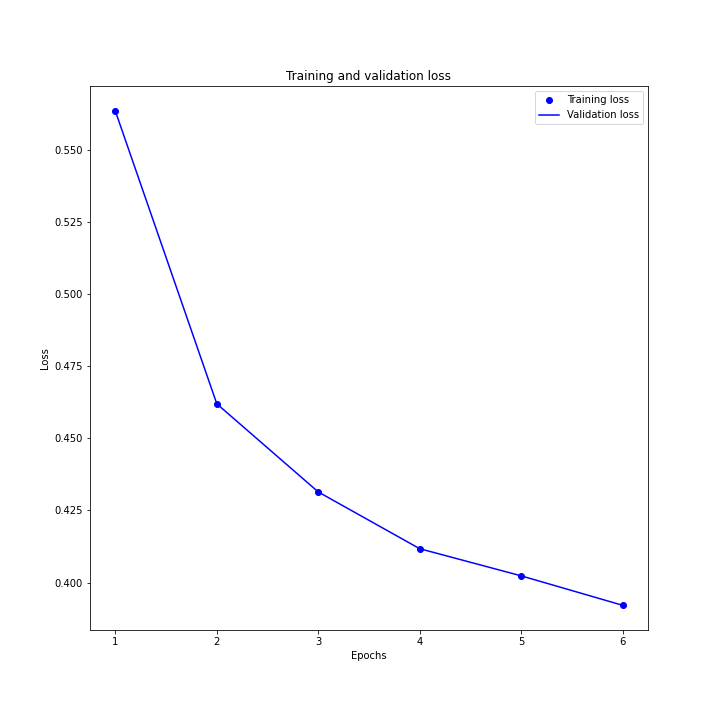 Training and validation loss
Training loss
Validation loss
0.550
0.525
0.500
0.475
0.450
0.425
0.400
Loss
1 2 3 4 5 6
Epochs